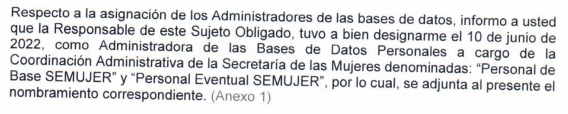 Respecto a la asignación de los Administradores de las bases de datos, informo a usted
que la Responsable de este Sujeto Obligado, tuvo a bien designarme el 10 de junio de
2022, como Administradora de las Bases de Datos Personales a cargo de la
Coordinación Administrativa de la Secretaría de las Mujeres denominadas: “Personal de
Base SEMUJER” y “Personal Eventual SEMUJER”, por lo cual, se adjunta al presente el
nombramiento correspondiente. (Anexo 1)